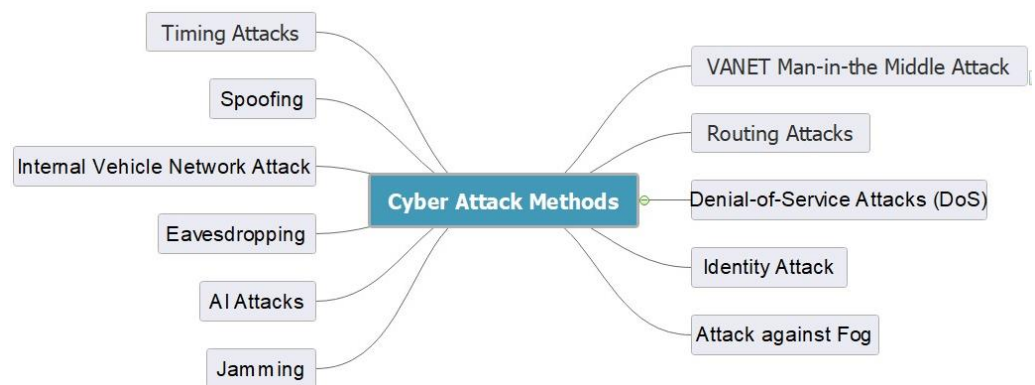 Timing Attacks
Spoofing
Internal Vehicle Network Attack
Eavesdropping
AI Attacks
Jamming
Cyber Attack Methods
VANET Man-in-the Middle Attack
Routing Attacks
Denial-of-Service Attacks (DoS)
Identity Attack
Attack against Fog